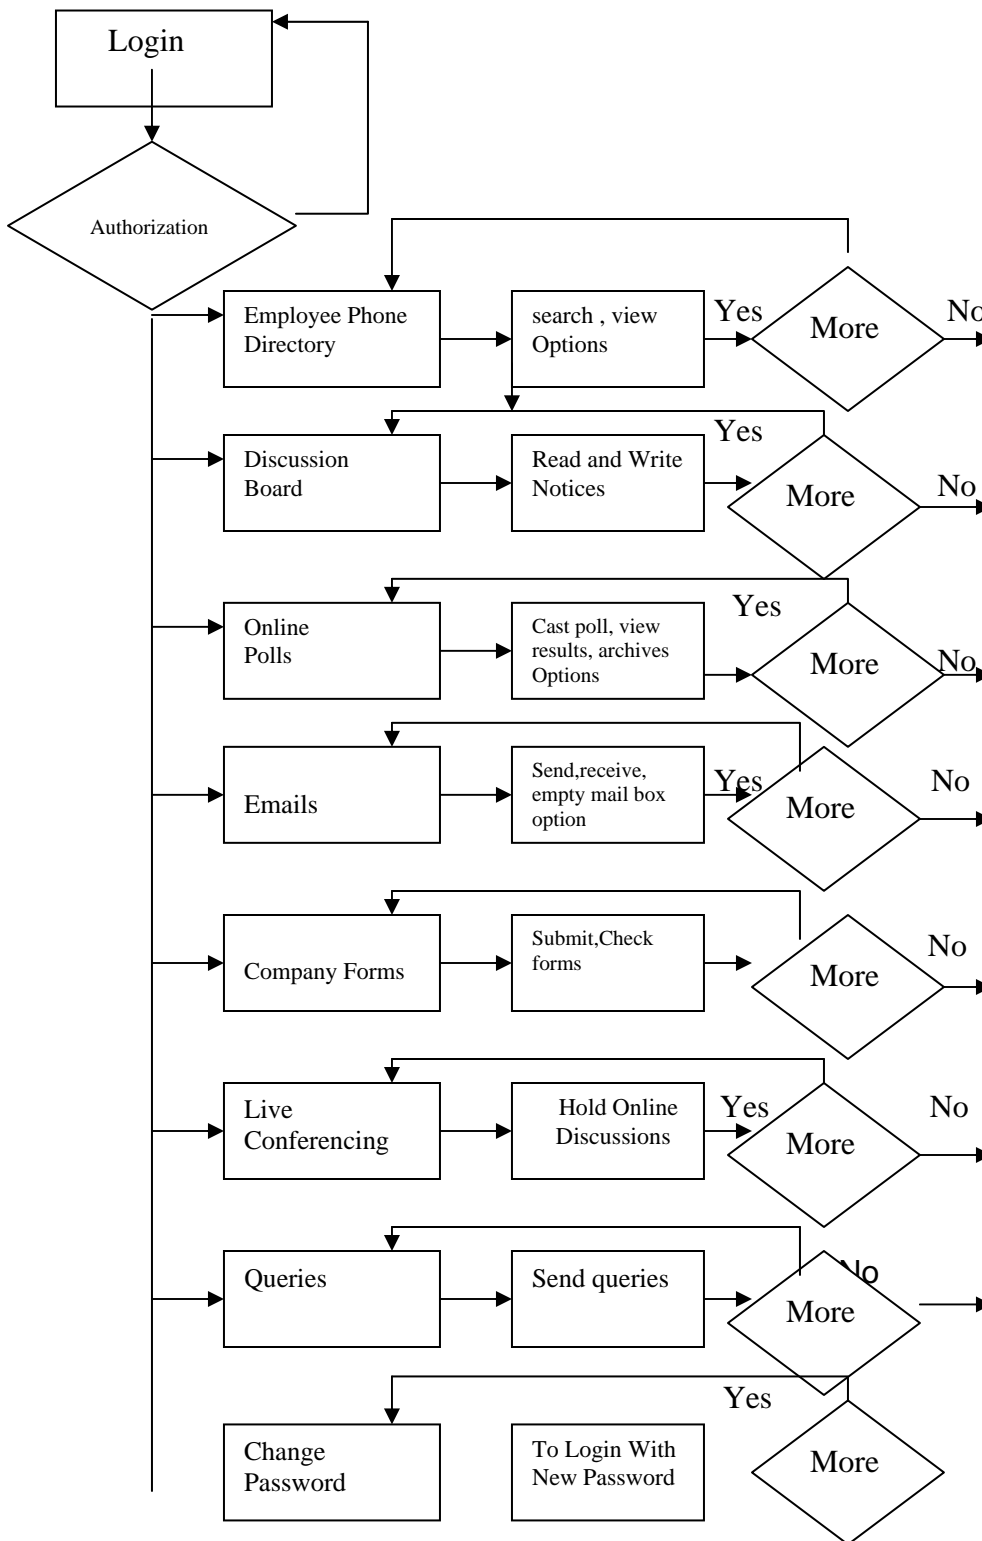 Login
Authorization
Employee Phone
Directory
search , view
Options
Yes
More
No
Discussion
Board
Read and Write
Notices
Yes
More
No
Online
Polls
Cast poll, view
results, archives
Options
Yes
More
No
Emails
Send,receive,
empty mail box
option
Yes
More
No
Company Forms
Submit,Check
forms
More
No
Live
Conferencing
Hold Online
Discussions
Yes
More
No
Queries
Send queries
More
No
Change
Password
To Login With
New Password
Yes
More